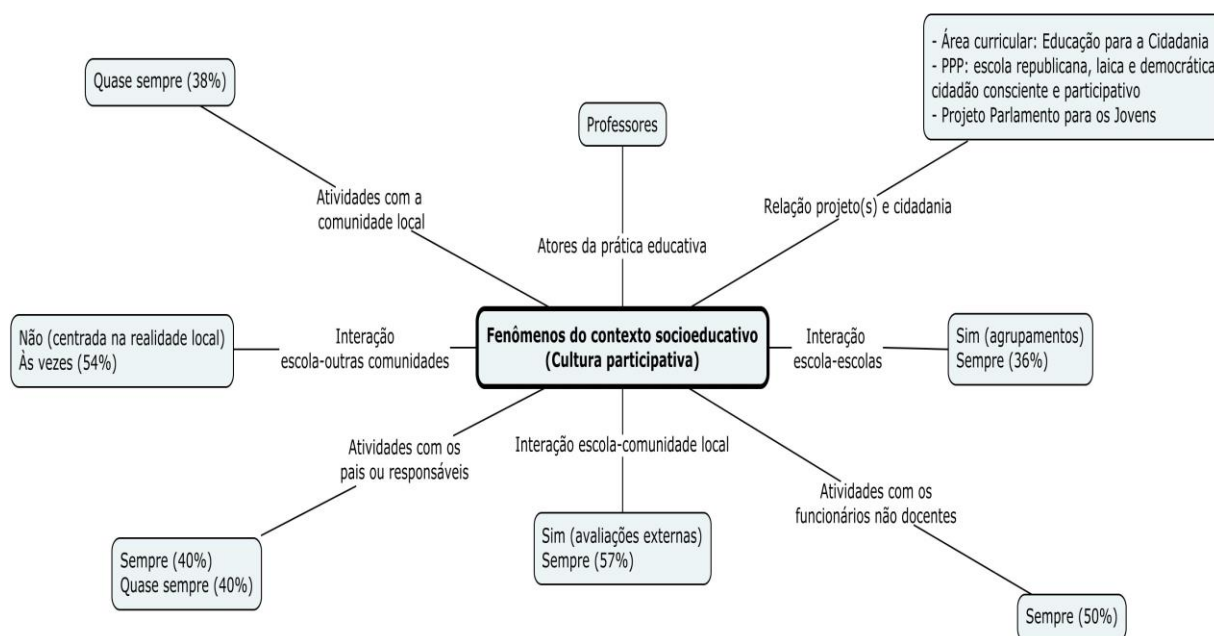 - Área curricular: Educação para a Cidadania
- PPP: escola republicana, laica e democrática
cidadão consciente e participativo
- Projeto Parlamento para os Jovens
Quase sempre (38%)
Professores
Atividades com a
comunidade local
Relação projeto(s) e cidadania
Atores da prática educativa
Não (centrada na realidade local)
Às vezes (54%)
Interação
escola-outras comunidades
Fenômenos do contexto socioeducativo
(Cultura participativa)
Interação
escola-escolas
Sim (agrupamentos)
Sempre (36%)
Atividades com os
pais ou responsáveis
Interação escola-comunidade local
Atividades com os
funcionários não docentes
Sempre (40%)
Quase sempre (40%)
Sim (avaliações externas)
Sempre (57%)
Sempre (50%)